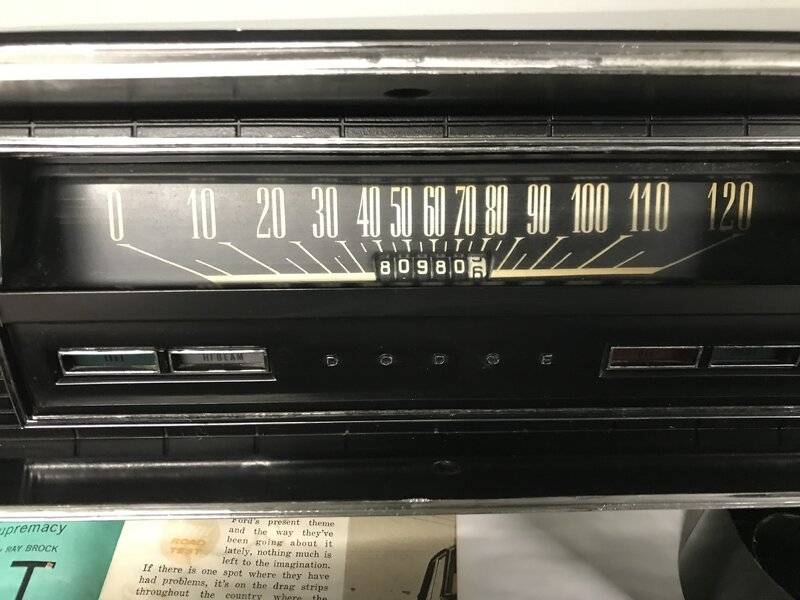 0 10 20 30 40 50 60 70 80 90 100 110 120
80980
LEFT HI BEAM DODGE
upremacy
RAY BROCK
ROAD
TEST
Ford's present theme
and the way they've
been going about it
lately, nothing much is
left to the imagination.
If there is one spot where they have
had problems, it's on the drag strips
throughout the country where the